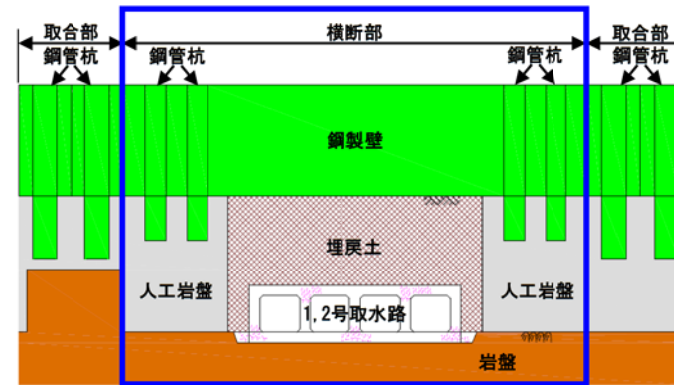 取合部 横断部 取合部
鋼管杭 鋼管杭 鋼管杭 鋼管杭
鋼製壁
埋戻土
人工岩盤 人工岩盤
1,2号取水路
岩盤